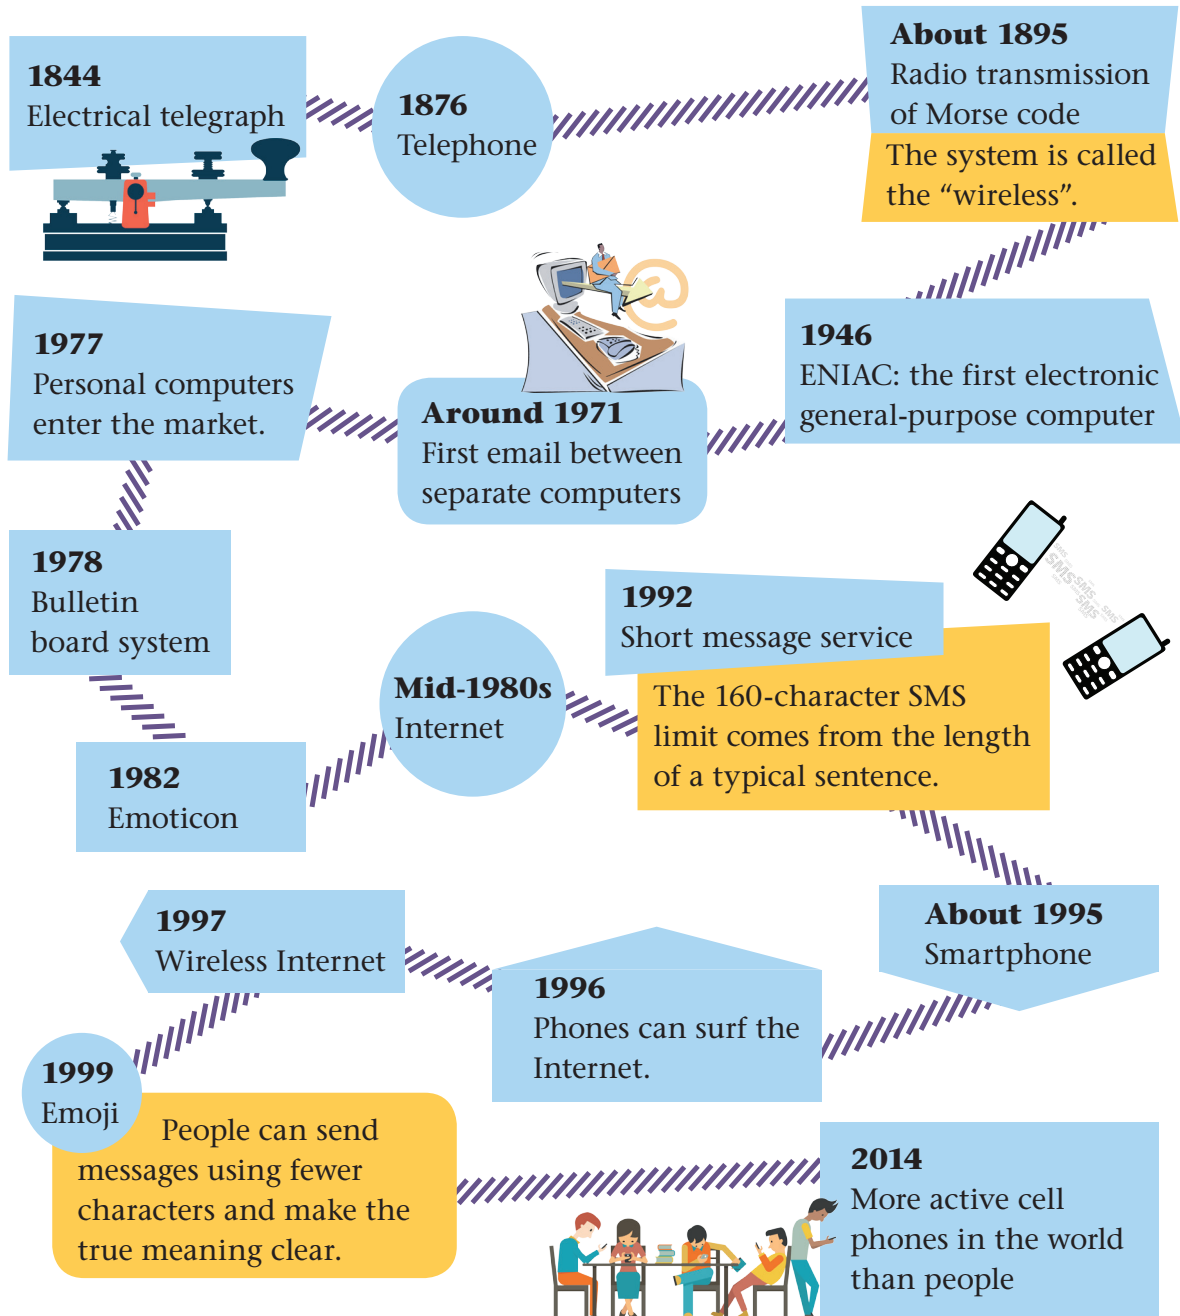 1844
Electrical telegraph
1876
Telephone
About 1895
Radio transmission
of Morse code
The system is called
the “wireless”.
1946
ENIAC: the first electronic
general-purpose computer
Around 1971
First email between
separate computers
1977
Personal computers
enter the market.
1978
Bulletin
board system
1982
Emoticon
Mid-1980s
Internet
1992
Short message service
The 160-character SMS
limit comes from the length
of a typical sentence.
SMS
SMS
SMS
SMS
About 1995
Smartphone
1996
Phones can surf the
Internet.
1997
Wireless Internet
1999
Emoji
People can send
messages using fewer
characters and make the
true meaning clear.
2014
More active cell
phones in the world
than people